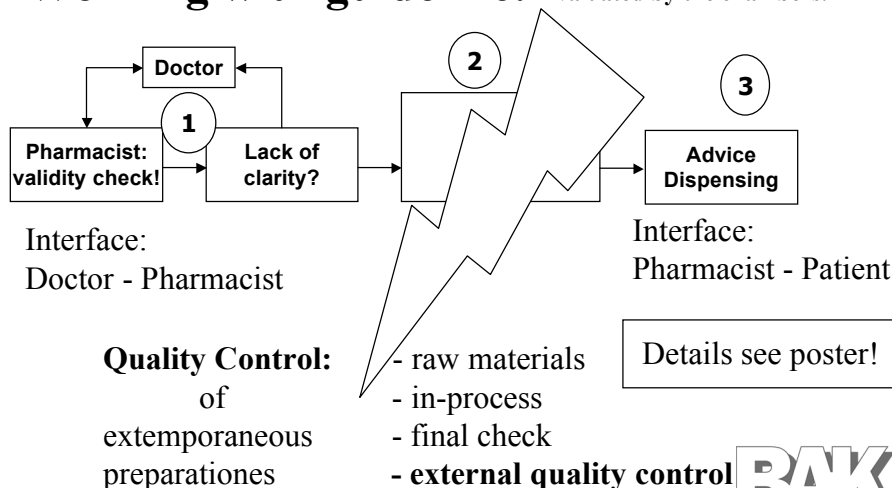 Doctor
2
3
1
Pharmacist:
validity check!
Lack of
clarity?
Advice
Dispensing
Interface:
Doctor - Pharmacist
Interface:
Pharmacist - Patient
Details see poster!
Quality Control:
of
extemporaneous
preparationes
- raw materials
- in-process
- final check
- external quality control
BAK